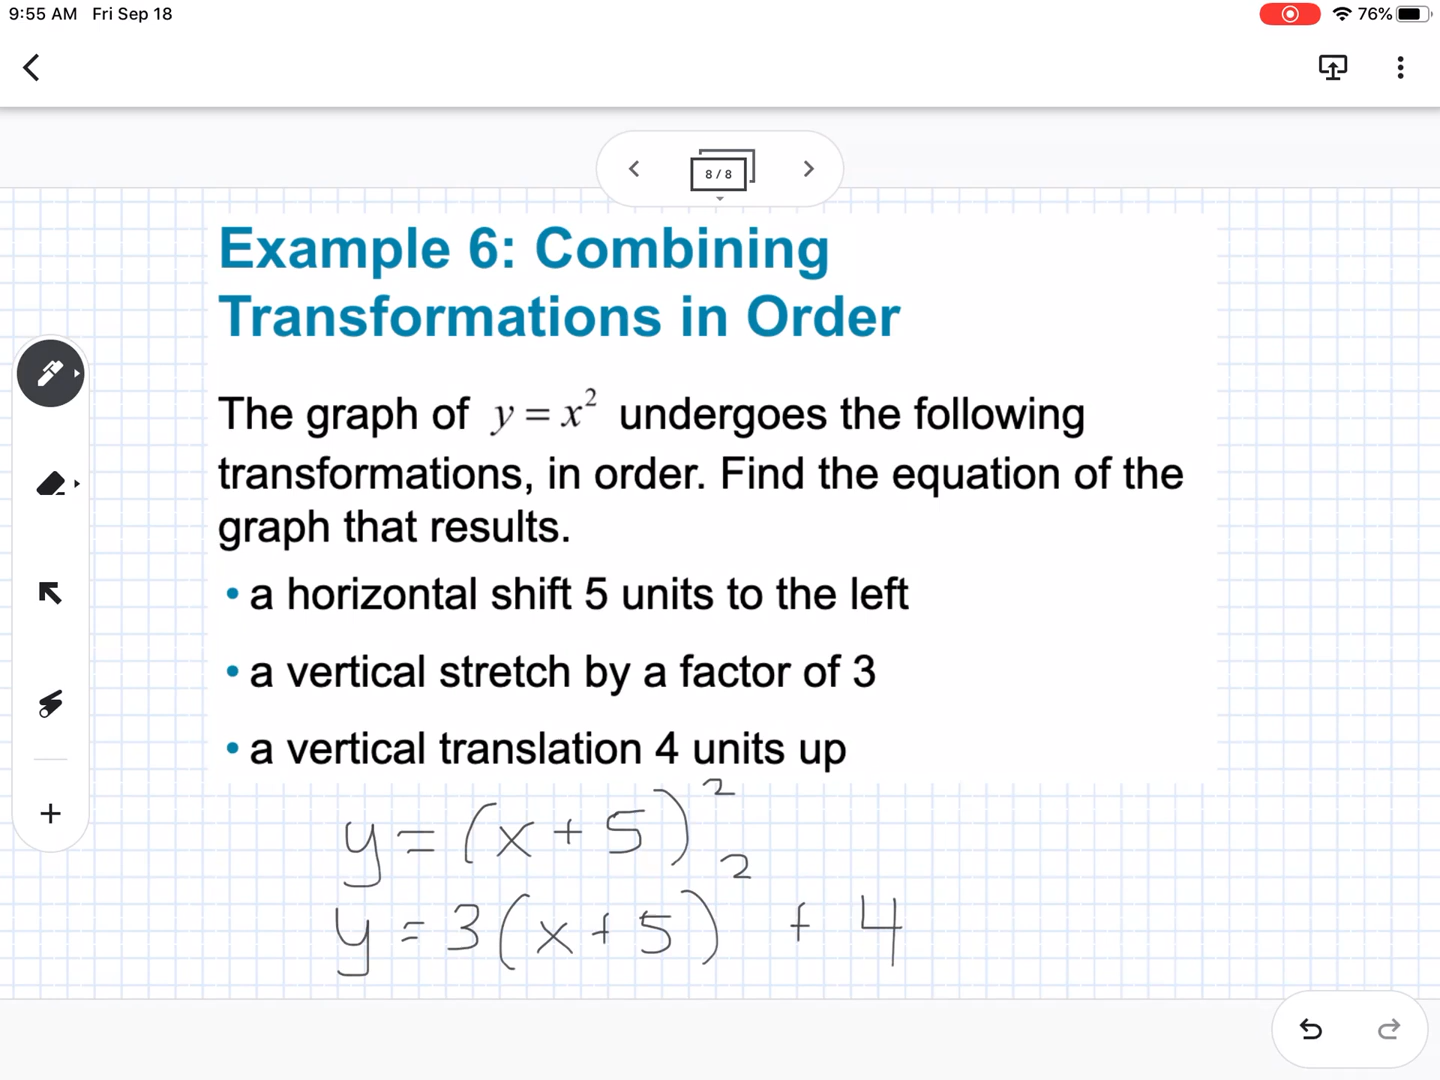 9:55 AM Fri Sep 18
76%
8 / 8
Example 6: Combining
Transformations in Order
The graph of y = x² undergoes the following
transformations, in order. Find the equation of the
graph that results.
• a horizontal shift 5 units to the left
• a vertical stretch by a factor of 3
• a vertical translation 4 units up
y = (x + 5)²
y = 3(x + 5)² + 4